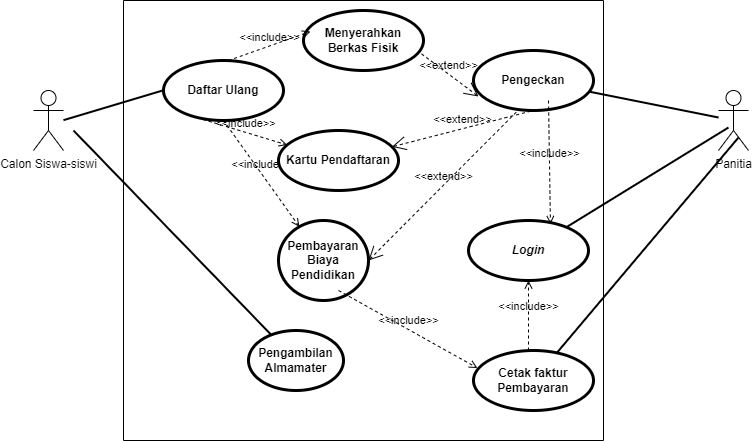 Menyerahkan
Berkas Fisik
<<include>>
<<extend>>
Daftar Ulang
Pengeckan
<<include>>
<<extend>>
Kartu Pendaftaran
<<include>>
Calon Siswa-siswi
Panitia
<<include
<<extend>>
Pembayaran
Biaya
Pendidikan
Login
<<include>>
<<include>>
Pengambilan
Almamater
Cetak faktur
Pembayaran